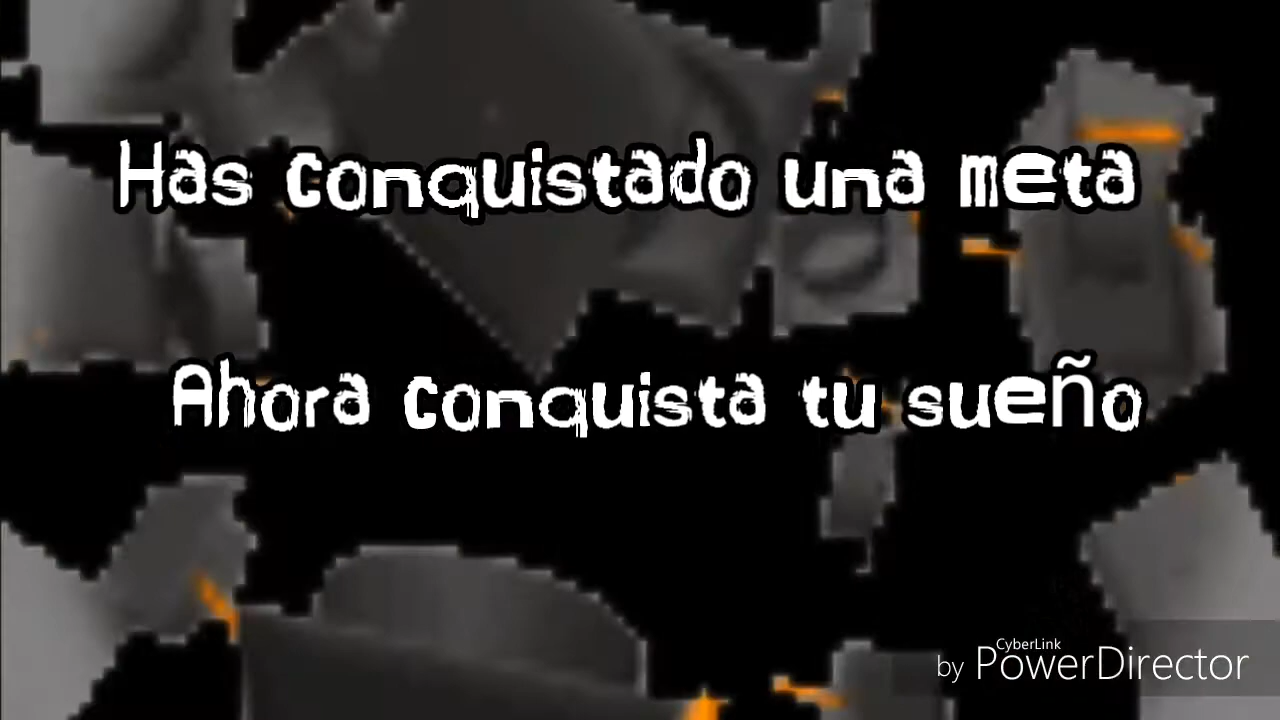 Has conquistado una meta
Ahora conquista tu sueño
CyberLink
by PowerDirector